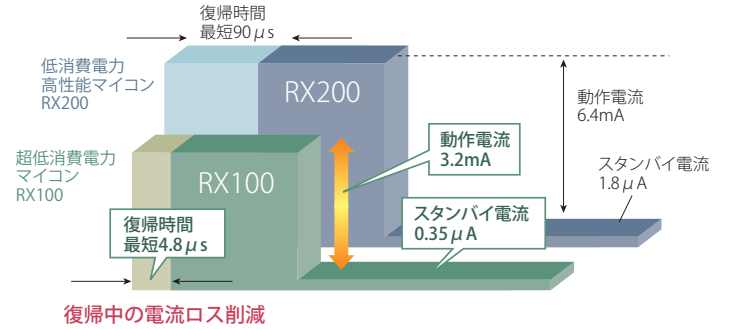 復帰時間
最短90μs
低消費電力
高性能マイコン
RX200
RX200
動作電流
6.4mA
スタンバイ電流
1.8μA
超低消費電力
マイコン
RX100
RX100
動作電流
3.2mA
スタンバイ電流
0.35μA
復帰時間
最短4.8μs
復帰中の電流ロス削減